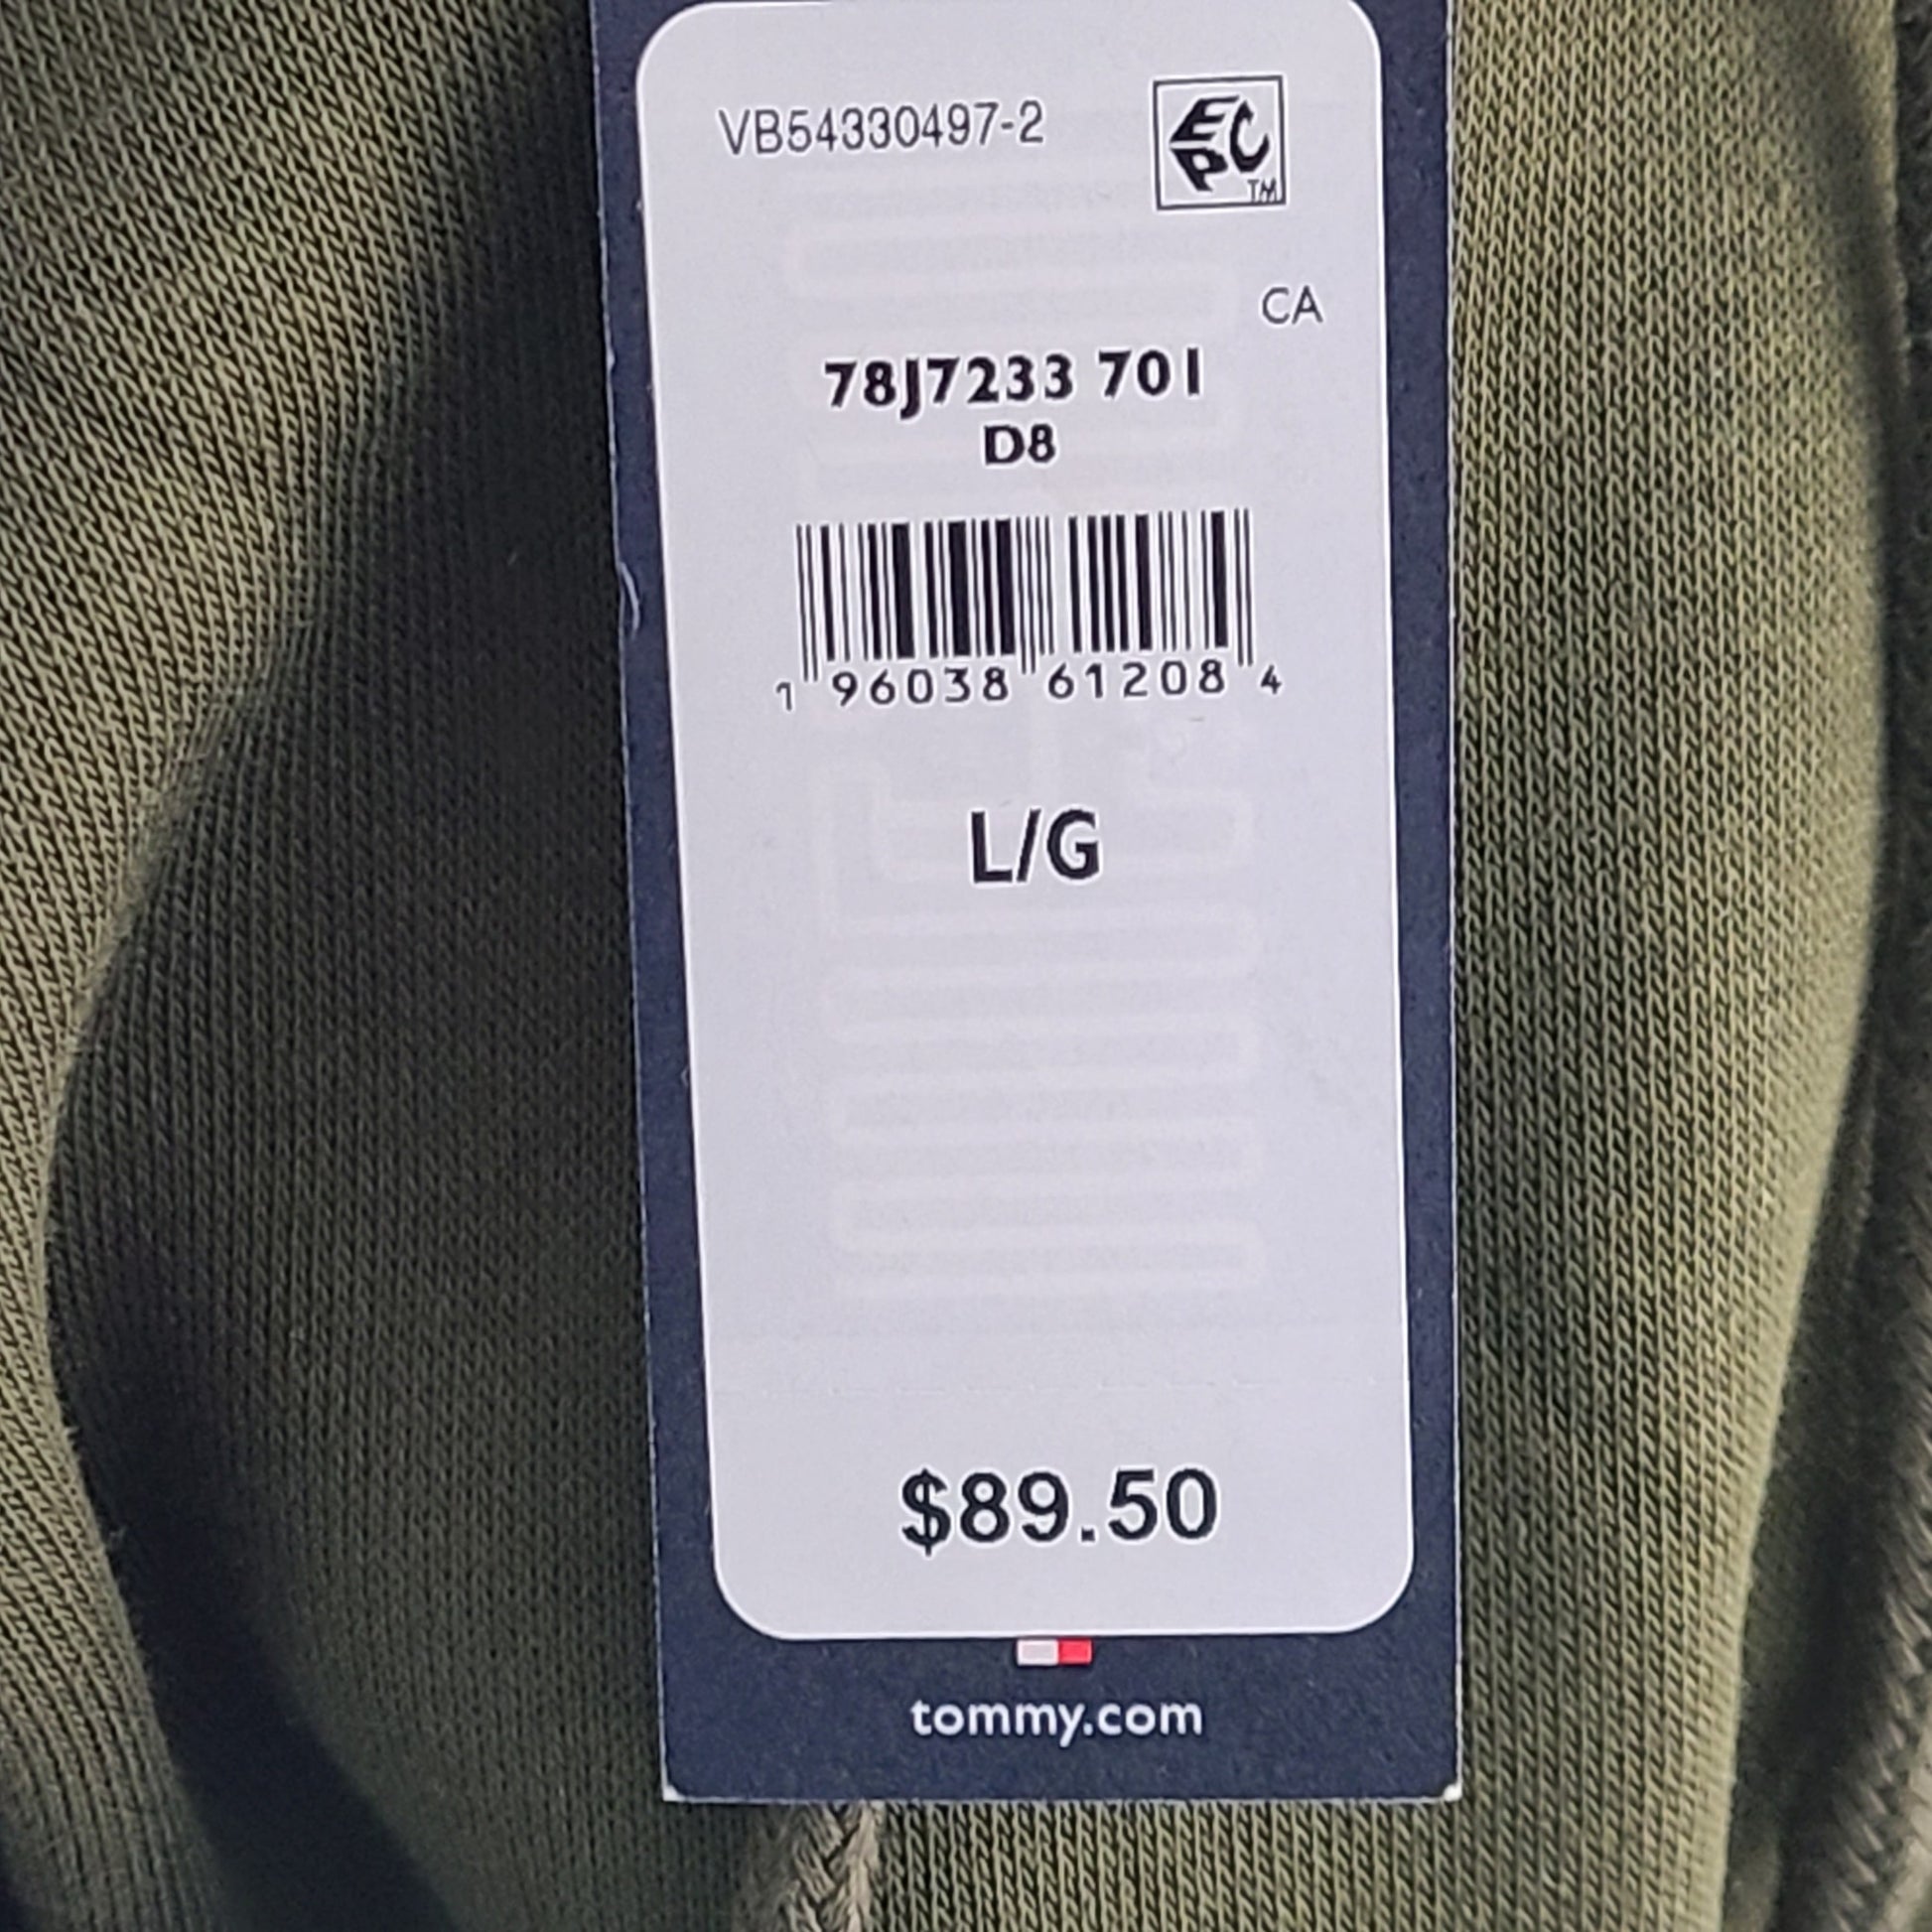 VB54330497-2
EPC
TM
CA
78J7233 701
D8
1 96038 61208 4
L/G
$89.50
tommy.com